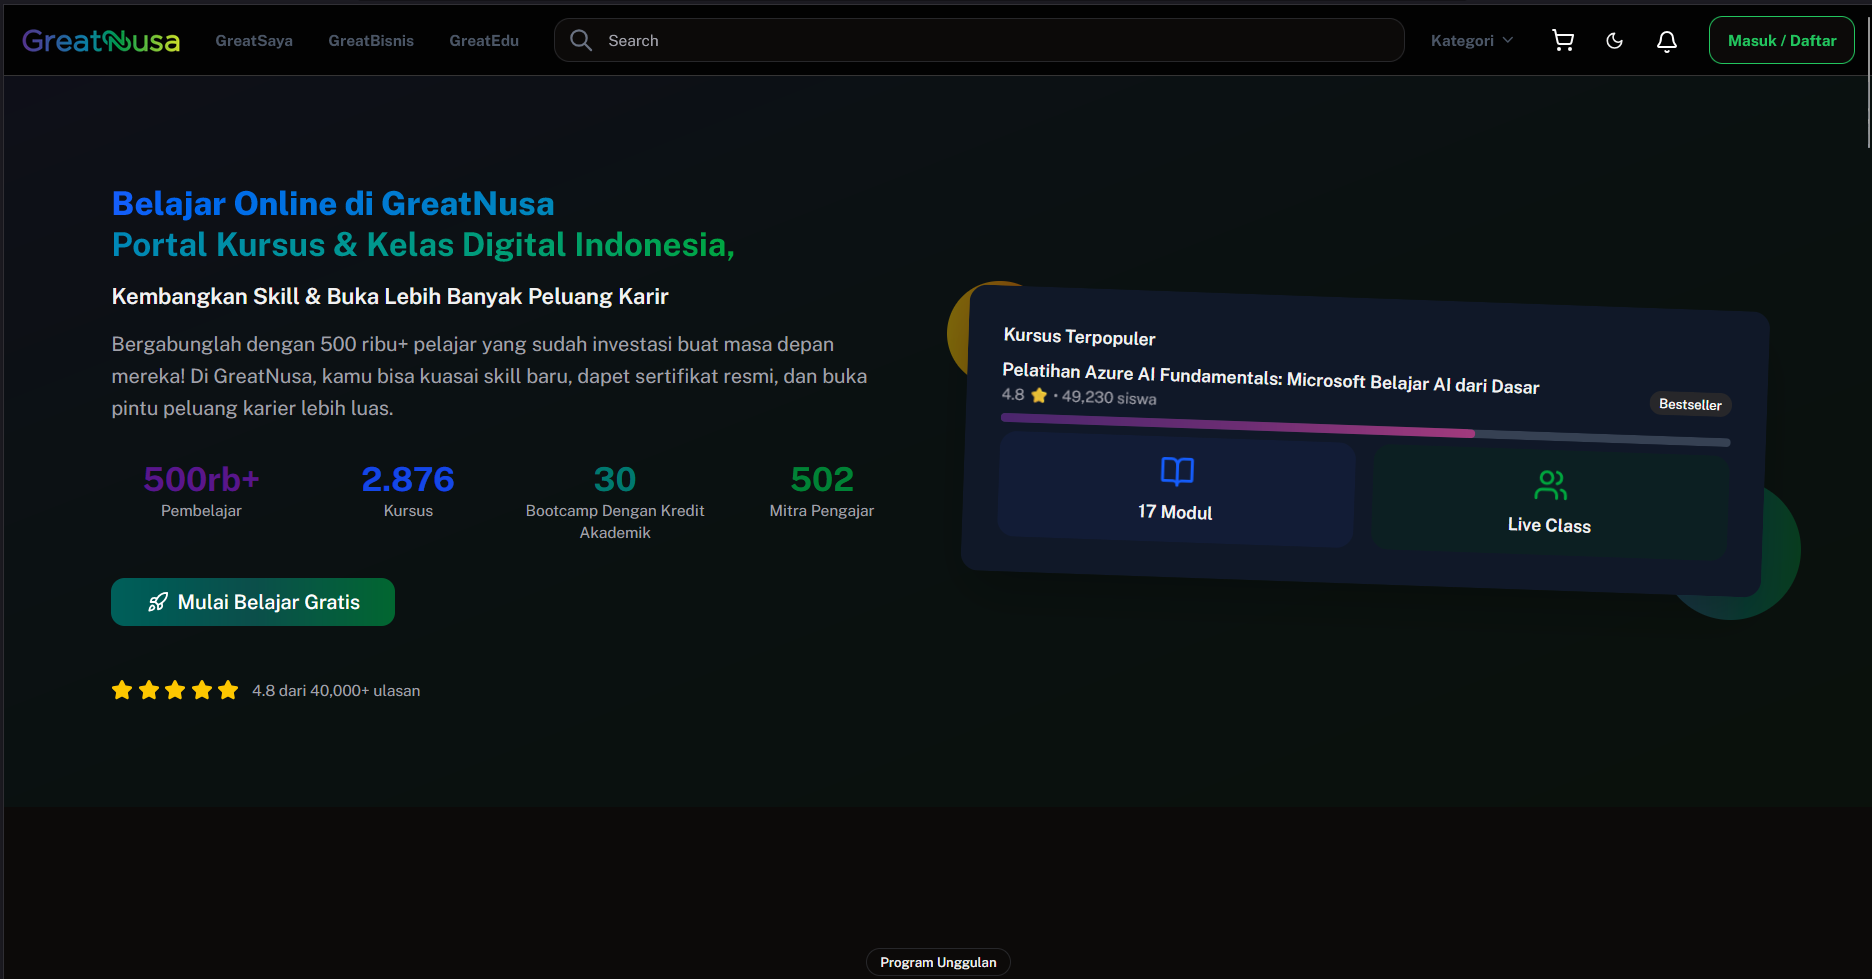 GreatNusa
GreatSaya
GreatBisnis
GreatEdu
Search
Kategori
Masuk / Daftar
Belajar Online di GreatNusa
Portal Kursus & Kelas Digital Indonesia,
Kembangkan Skill & Buka Lebih Banyak Peluang Karir
Bergabunglah dengan 500 ribu+ pelajar yang sudah investasi buat masa depan
mereka! Di GreatNusa, kamu bisa kuasai skill baru, dapet sertifikat resmi, dan buka
pintu peluang karier lebih luas.
500rb+
Pembelajar
2.876
Kursus
30
Bootcamp Dengan Kredit
Akademik
502
Mitra Pengajar
Mulai Belajar Gratis
4.8 dari 40,000+ ulasan
Kursus Terpopuler
Pelatihan Azure AI Fundamentals: Microsoft Belajar AI dari Dasar
4.8 ⭐ • 49,230 siswa
Bestseller
17 Modul
Live Class
Program Unggulan